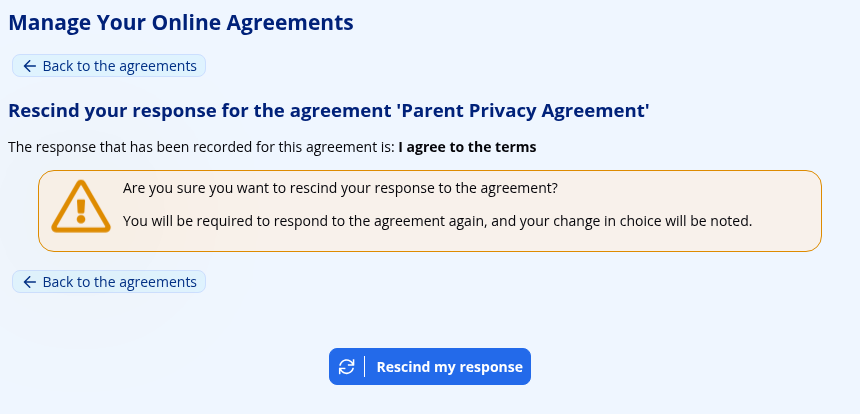 Manage Your Online Agreements
Back to the agreements
Rescind your response for the agreement 'Parent Privacy Agreement'
The response that has been recorded for this agreement is: I agree to the terms
Are you sure you want to rescind your response to the agreement?
You will be required to respond to the agreement again, and your change in choice will be noted.
Back to the agreements
Rescind my response